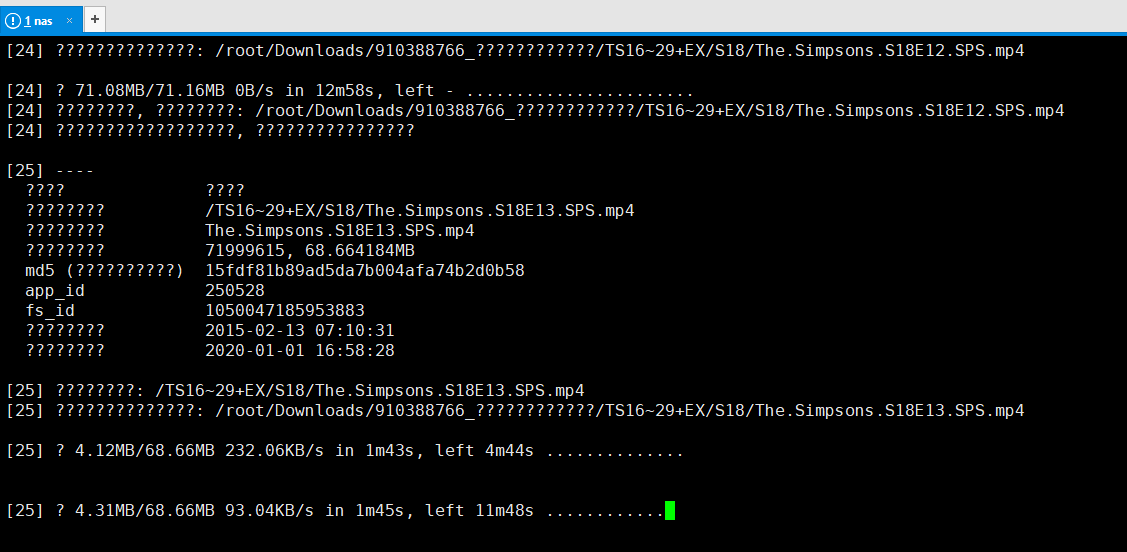 1 nas × +
[24] ??????????????: /root/Downloads/910388766_????????????/TS16~29+EX/S18/The.Simpsons.S18E12.SPS.mp4
[24] ? 71.08MB/71.16MB 0B/s in 12m58s, left - .......................
[24] ????????, ????????: /root/Downloads/910388766_????????????/TS16~29+EX/S18/The.Simpsons.S18E12.SPS.mp4
[24] ??????????????????, ????????????????
[25] ----
???? ????
???????? /TS16~29+EX/S18/The.Simpsons.S18E13.SPS.mp4
???????? The.Simpsons.S18E13.SPS.mp4
???????? 71999615, 68.664184MB
md5 (??????????) 15fdf81b89ad5da7b004afa74b2d0b58
app_id 250528
fs_id 1050047185953883
???????? 2015-02-13 07:10:31
???????? 2020-01-01 16:58:28
[25] ????????: /TS16~29+EX/S18/The.Simpsons.S18E13.SPS.mp4
[25] ??????????????: /root/Downloads/910388766_????????????/TS16~29+EX/S18/The.Simpsons.S18E13.SPS.mp4
[25] ? 4.12MB/68.66MB 232.06KB/s in 1m43s, left 4m44s ..............
[25] ? 4.31MB/68.66MB 93.04KB/s in 1m45s, left 11m48s ............